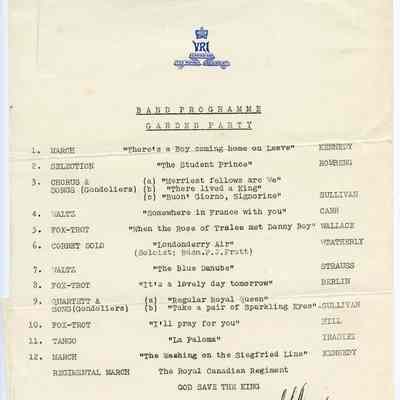 VRI
BAND PROGRAMME
GARDEN PARTY
1. MARCH "There's a Boy coming home on Leave" KENNEDY
2. SELECTION "The Student Prince" ROMBERG
3. CHORUS & (a) "Merriest fellows are We"
SONGS (Gondoliers) (b) "There lived a King"
(c) "Buon' Giorno, Signorine" SULLIVAN
4. WALTZ "Somewhere in France with you" CARR
5. FOX-TROT "When the Rose of Tralee met Danny Boy" WALLACE
6. CORNET SOLO "Londonderry Air" WEATHERLY
(Soloist: Bdsn.F.S.Pratt)
7. WALTZ "The Blue Danube" STRAUSS
8. FOX-TROT "It's a lovely day tomorrow" BERLIN
9. QUARTETT & (a) "Regular Royal Queen"
SONG(Gondoliers) (b) "Take a pair of Sparkling Eyes" SULLIVAN
10. FOX-TROT "I'll pray for you" HILL
11. TANGO "La Paloma" YRADIER
12. MARCH "The Washing on the Siegfried Line" KENNEDY
REGIMENTAL MARCH The Royal Canadian Regiment
GOD SAVE THE KING